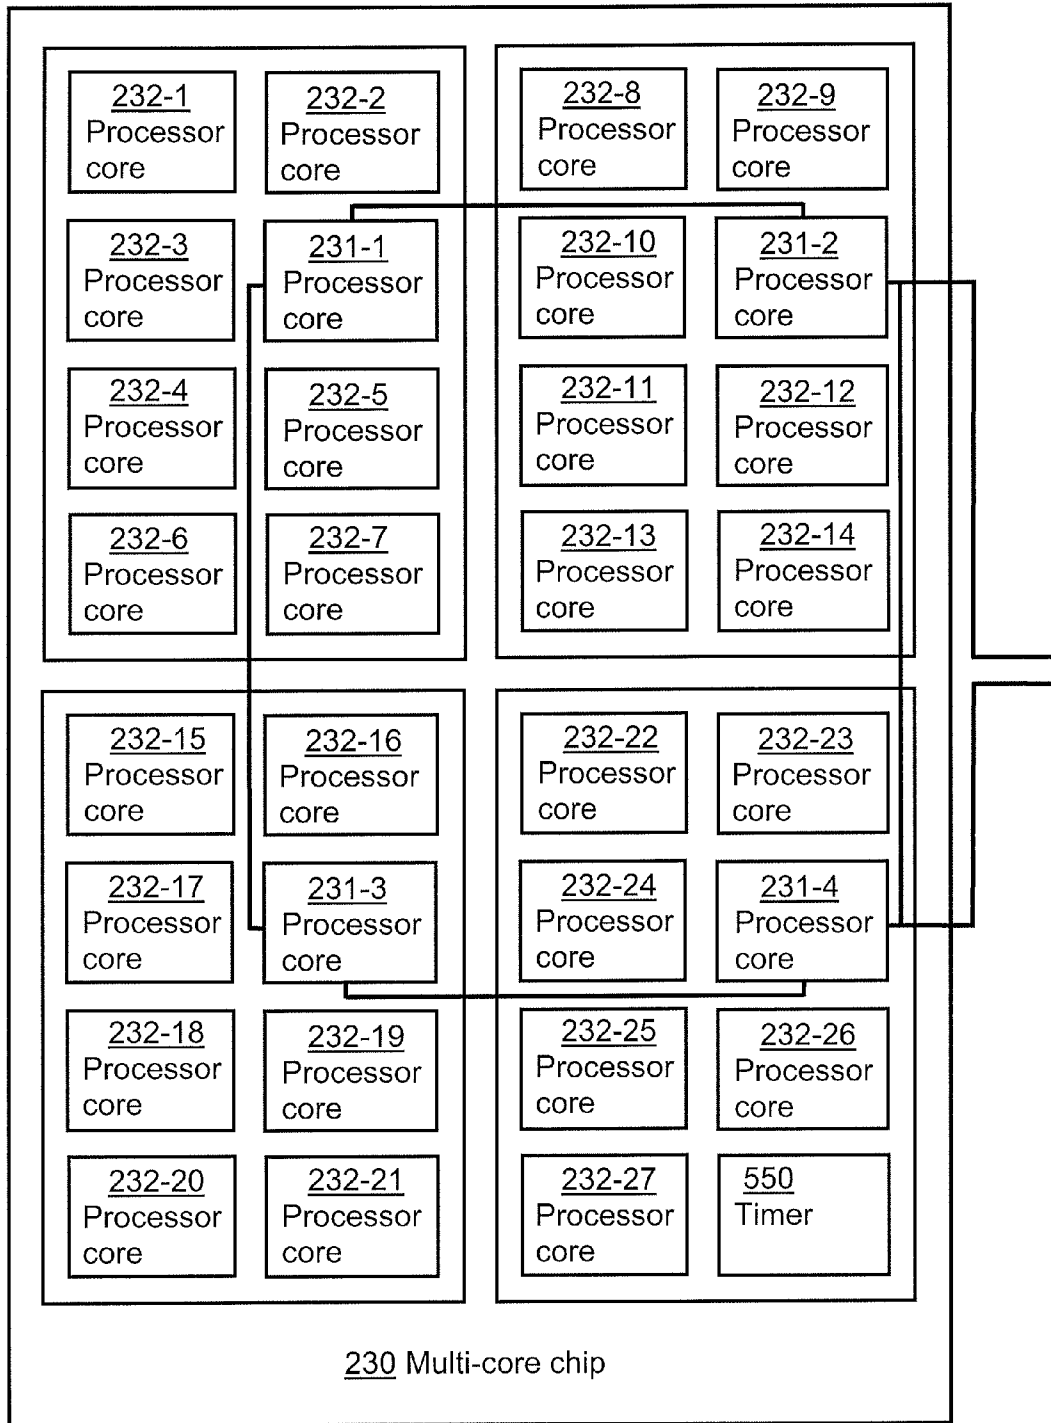 232-1
Processor
core
232-2
Processor
core
232-3
Processor
core
231-1
Processor
core
232-4
Processor
core
232-5
Processor
core
232-6
Processor
core
232-7
Processor
core
232-8
Processor
core
232-9
Processor
core
232-10
Processor
core
231-2
Processor
core
232-11
Processor
core
232-12
Processor
core
232-13
Processor
core
232-14
Processor
core
232-15
Processor
core
232-16
Processor
core
232-17
Processor
core
231-3
Processor
core
232-18
Processor
core
232-19
Processor
core
232-20
Processor
core
232-21
Processor
core
232-22
Processor
core
232-23
Processor
core
232-24
Processor
core
231-4
Processor
core
232-25
Processor
core
232-26
Processor
core
232-27
Processor
core
550
Timer
230 Multi-core chip